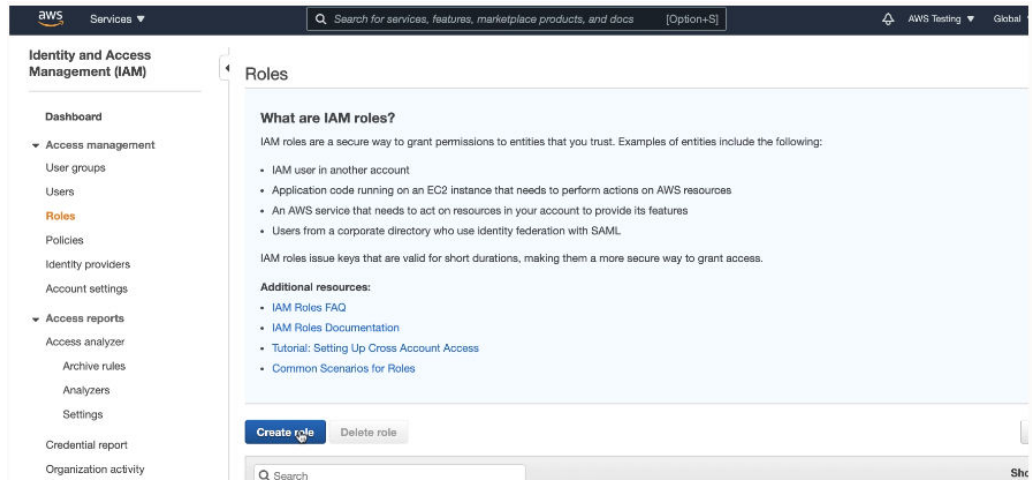 aws Services ▼ Search for services, features, marketplace products, and docs [Option+S] AWS Testing ▼ Global
Identity and Access
Management (IAM)
Dashboard
Access management
User groups
Users
Roles
Policies
Identity providers
Account settings
Access reports
Access analyzer
Archive rules
Analyzers
Settings
Credential report
Organization activity
Roles
What are IAM roles?
IAM roles are a secure way to grant permissions to entities that you trust. Examples of entities include the following:
• IAM user in another account
• Application code running on an EC2 instance that needs to perform actions on AWS resources
• An AWS service that needs to act on resources in your account to provide its features
• Users from a corporate directory who use identity federation with SAML
IAM roles issue keys that are valid for short durations, making them a more secure way to grant access.
Additional resources:
• IAM Roles FAQ
• IAM Roles Documentation
• Tutorial: Setting Up Cross Account Access
• Common Scenarios for Roles
Create role Delete role
Search